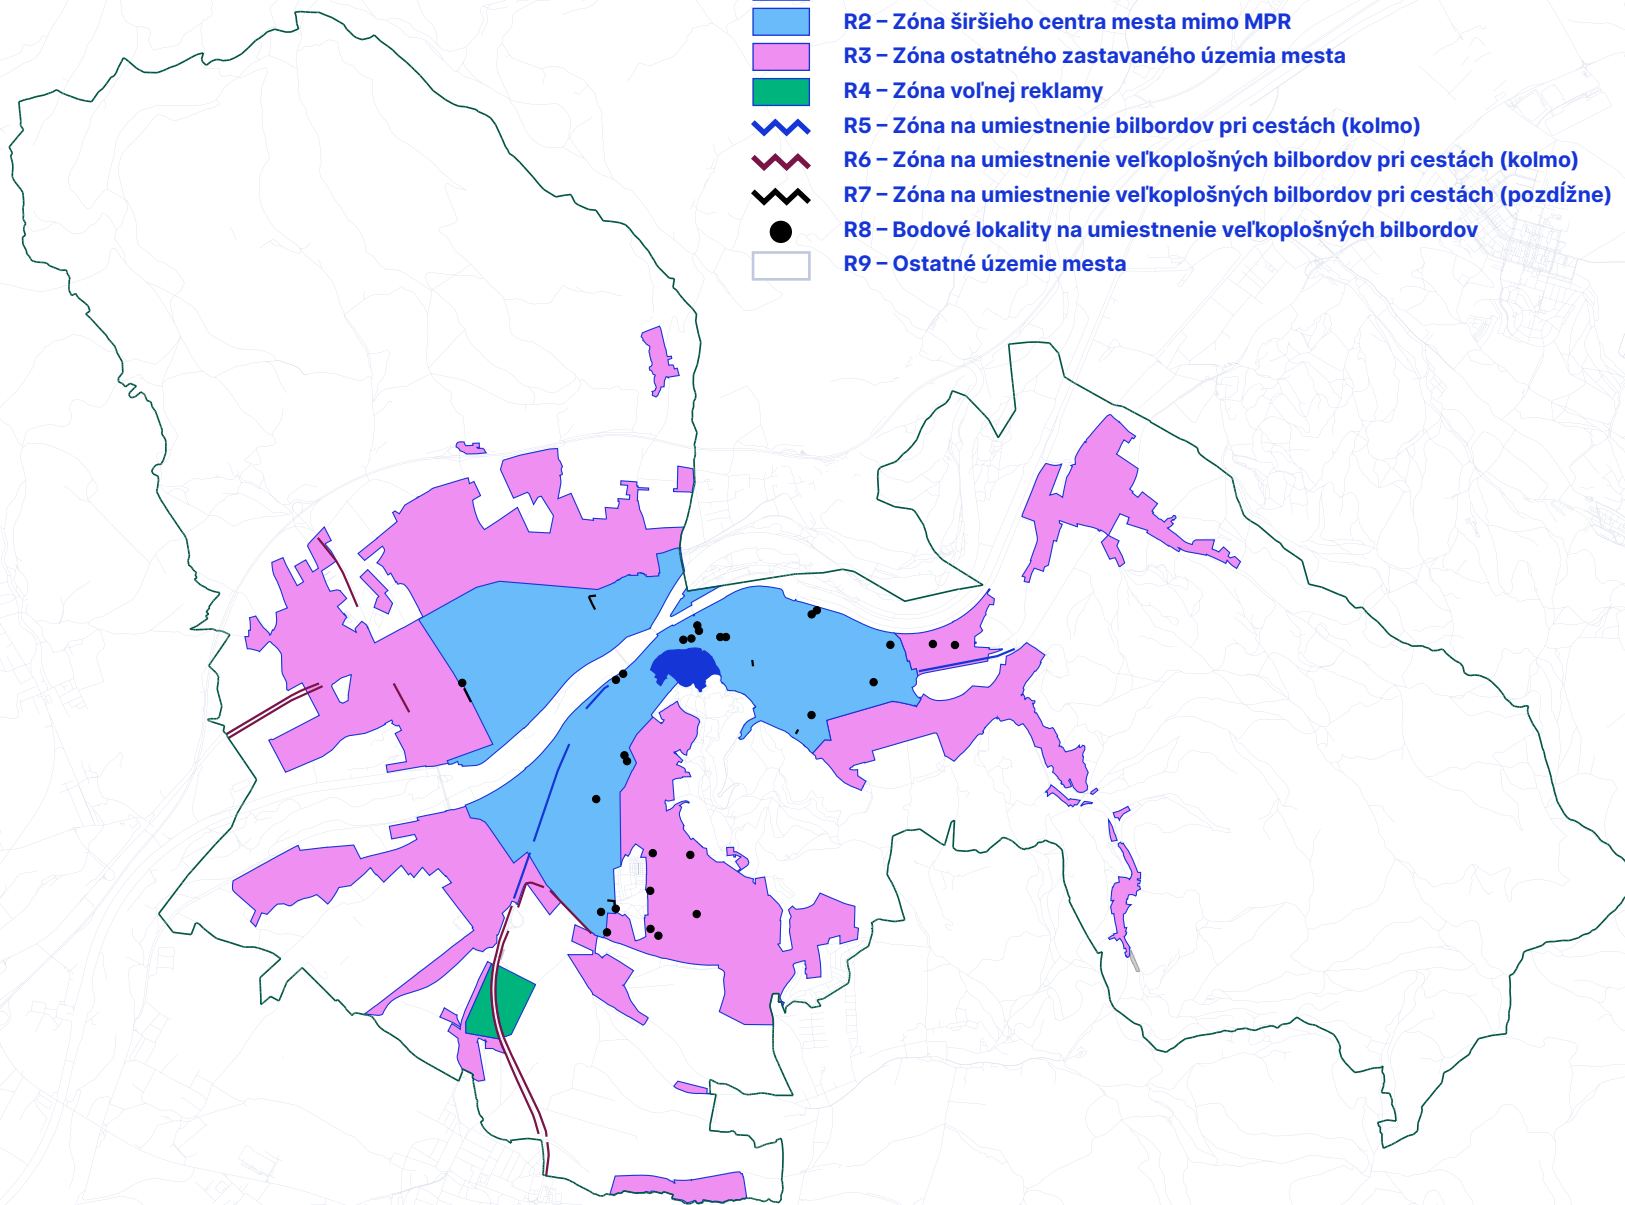 R2 – Zóna širšieho centra mesta mimo MPR
R3 – Zóna ostatného zastavaného územia mesta
R4 – Zóna voľnej reklamy
R5 – Zóna na umiestnenie bilbordov pri cestách (kolmo)
R6 – Zóna na umiestnenie veľkoplošných bilbordov pri cestách (kolmo)
R7 – Zóna na umiestnenie veľkoplošných bilbordov pri cestách (pozdĺžne)
R8 – Bodové lokality na umiestnenie veľkoplošných bilbordov
R9 – Ostatné územie mesta